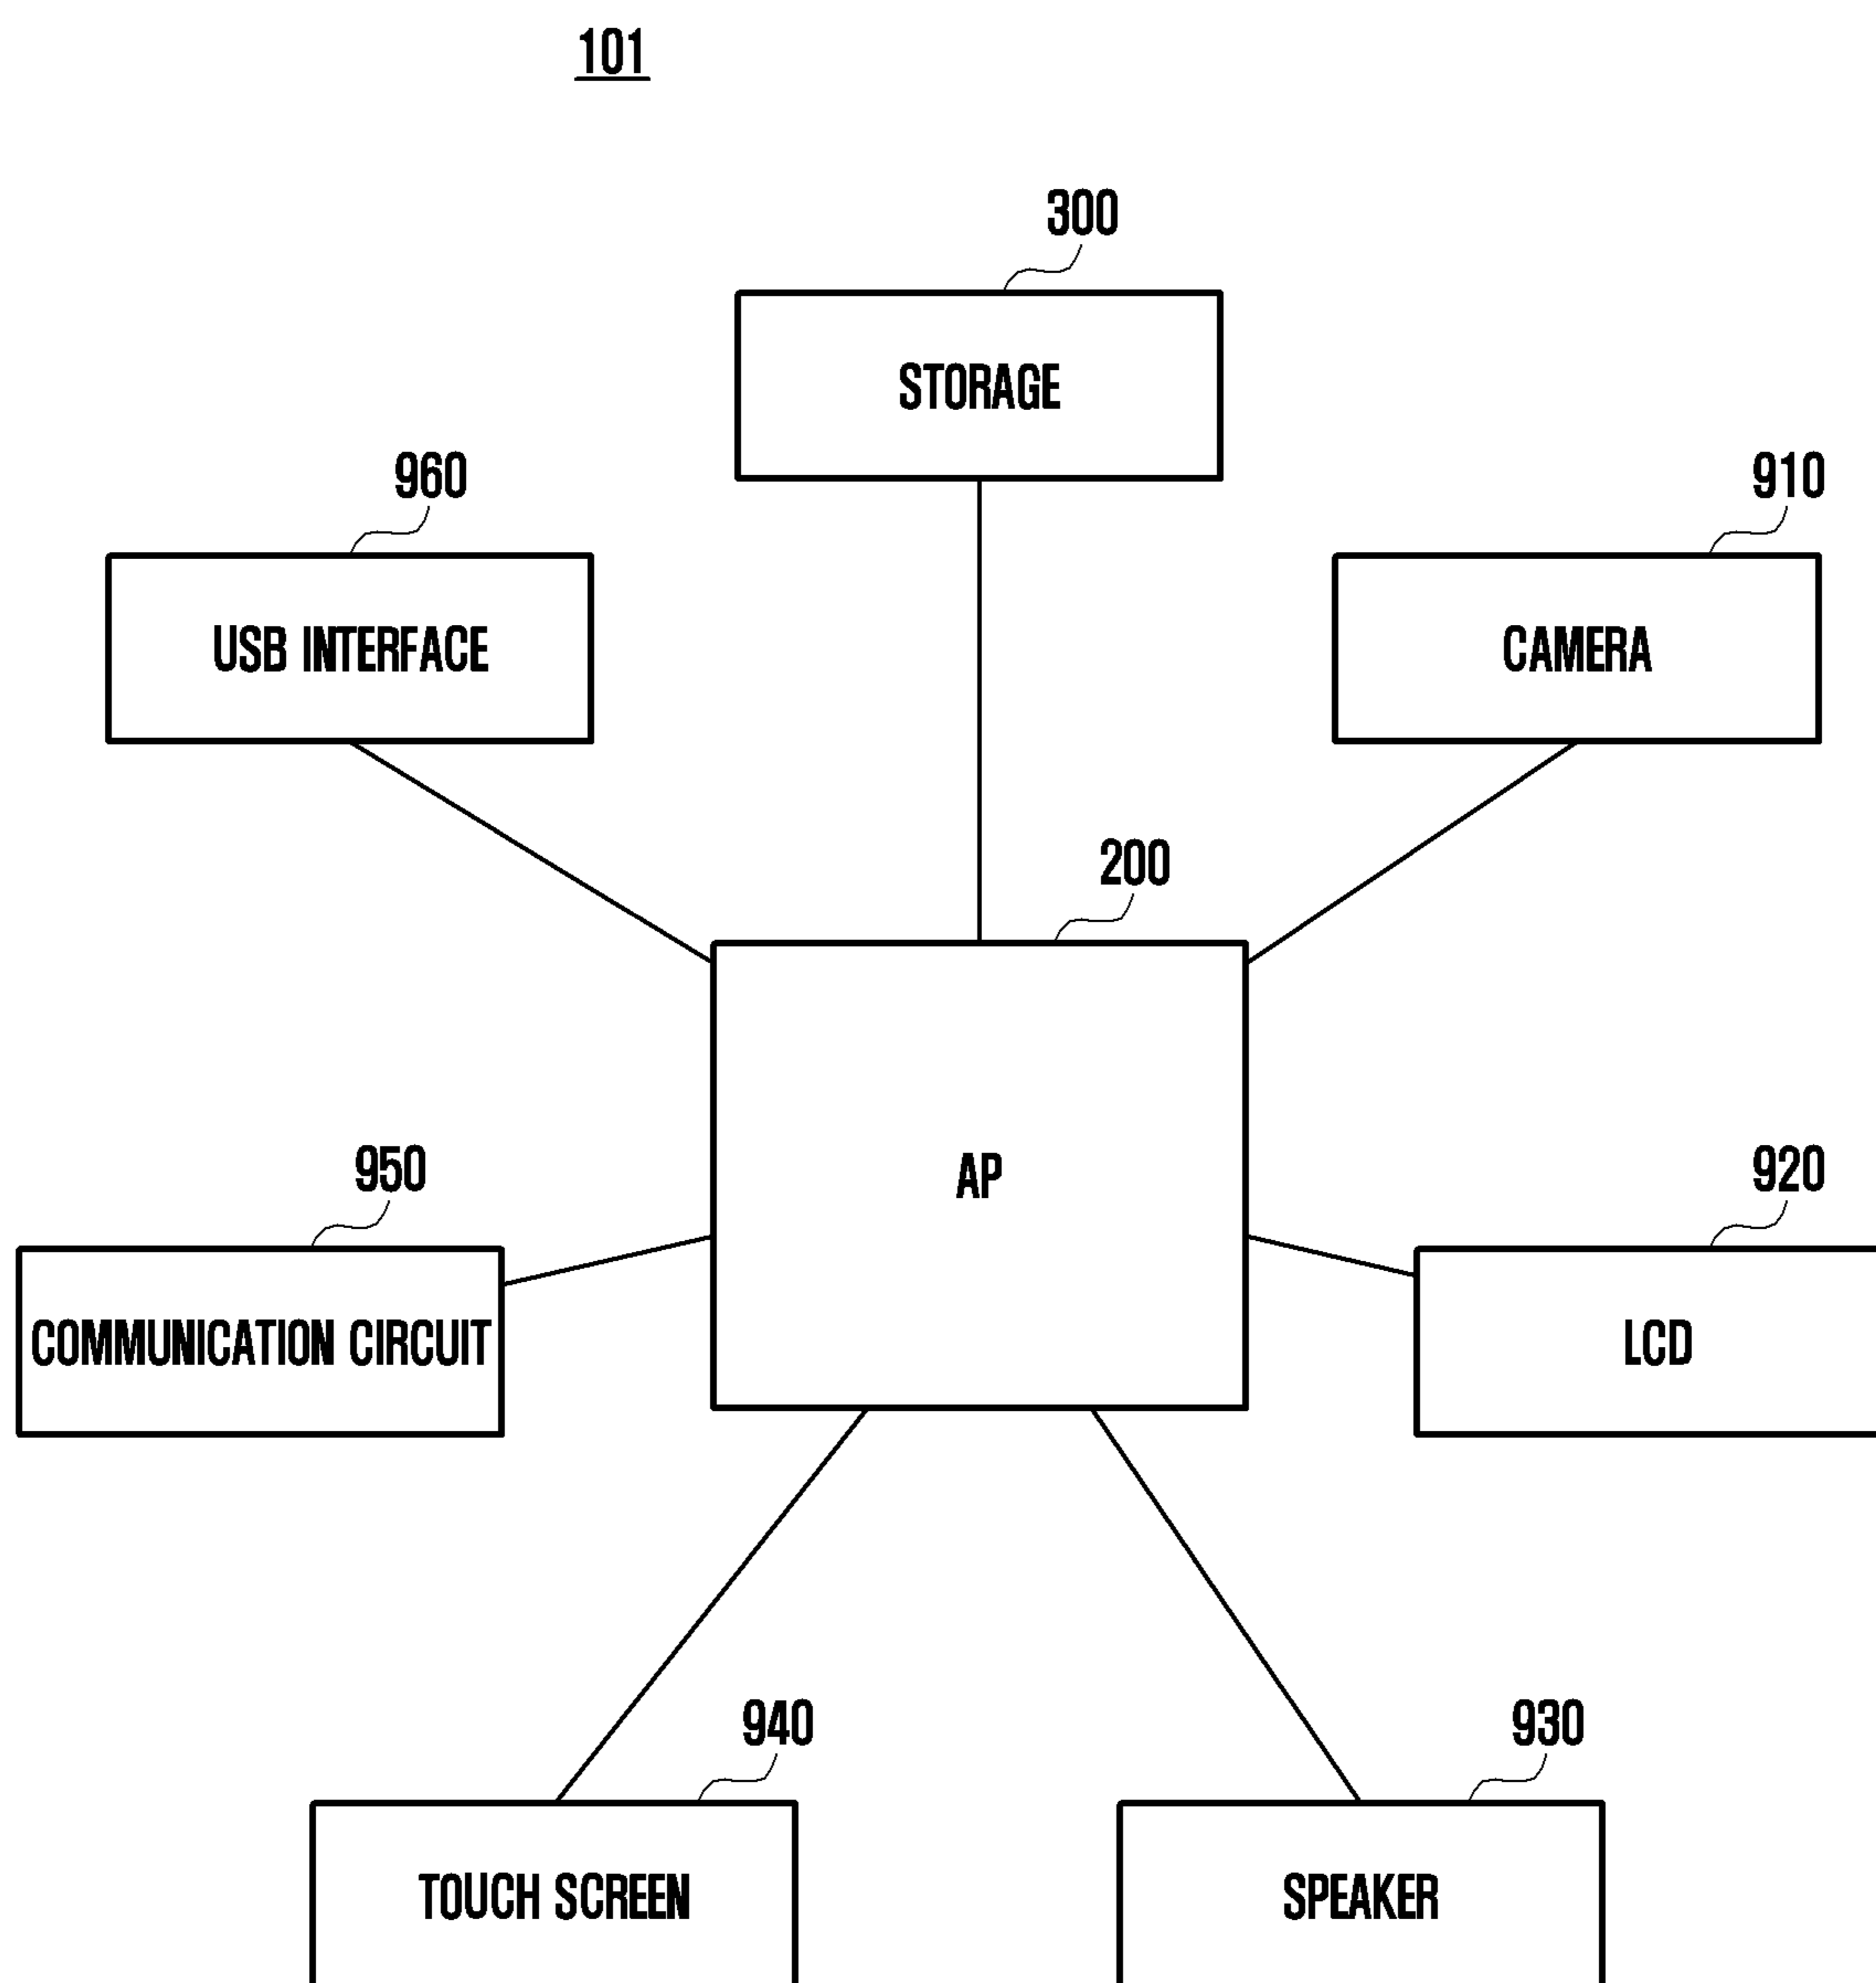 101
300
STORAGE
960
910
USB INTERFACE
CAMERA
200
AP
950
920
COMMUNICATION CIRCUIT
LCD
940
930
TOUCH SCREEN
SPEAKER